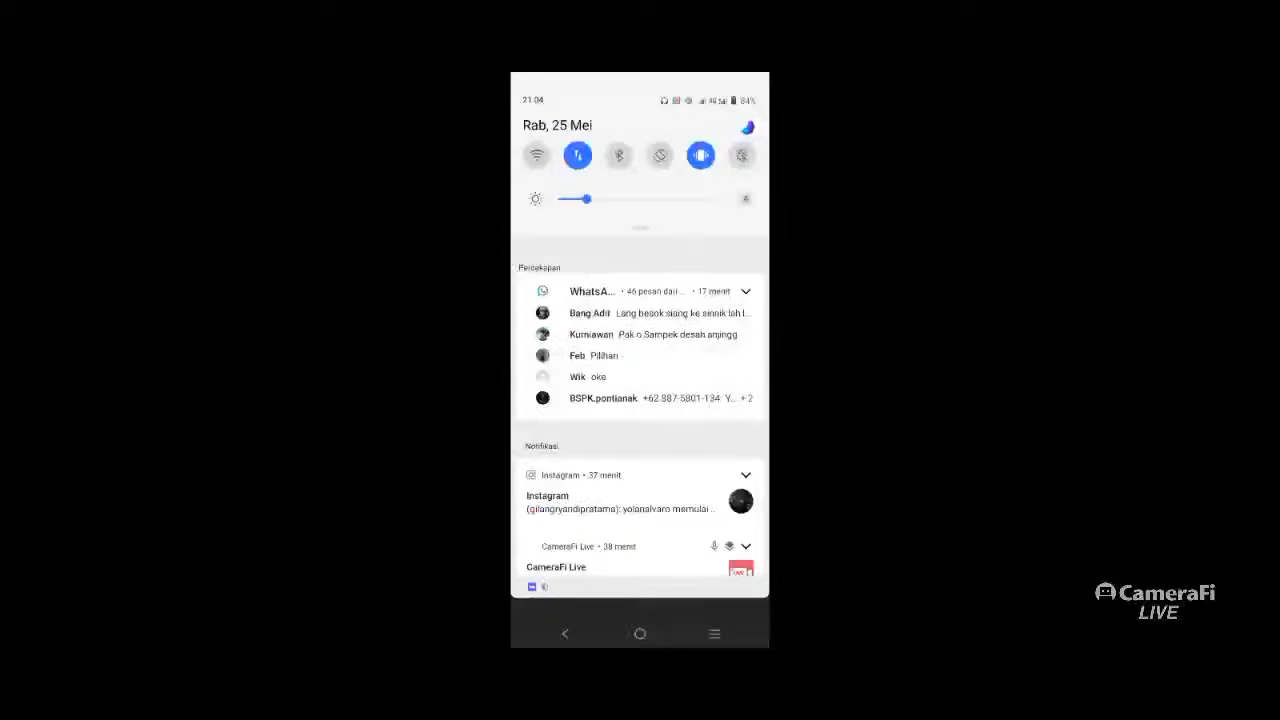 21.04
84%
Rab, 25 Mei
Percakapan
WhatsA... • 46 pesan dari ... • 17 menit
Bang Adit Lang besok siang ke sinnik lah l...
Kurniawan Pak o Sampek desah anjingg
Feb Pilihan
Wik oke
BSPK.pontianak +62 887-5801-134 Y... + 2
Notifikasi
Instagram • 37 menit
Instagram
(gilangryandipratama): yolanalvaro memulai ..
CameraFi Live • 38 menit
CameraFi Live
LIVE
CameraFi
LIVE